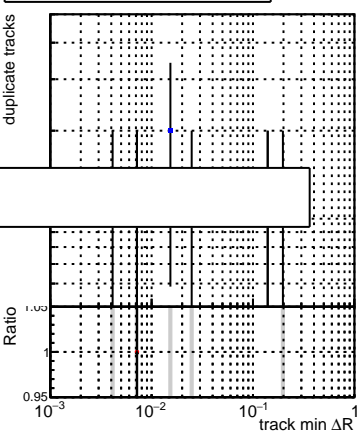 duplicate tracks
Ratio
1.05
1
0.95
10⁻³ 10⁻² 10⁻¹ 1
track min ΔR